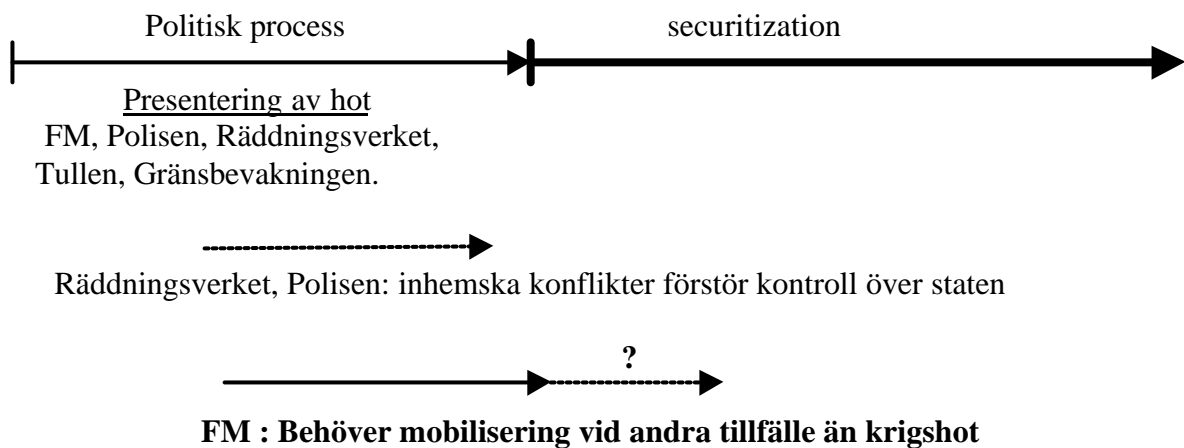 Politisk process securitization
Presentering av hot
FM, Polisen, Räddningsverket,
Tullen, Gränsbevakningen.
Räddningsverket, Polisen: inhemska konflikter förstör kontroll över staten
?
FM : Behöver mobilisering vid andra tillfälle än krigshot